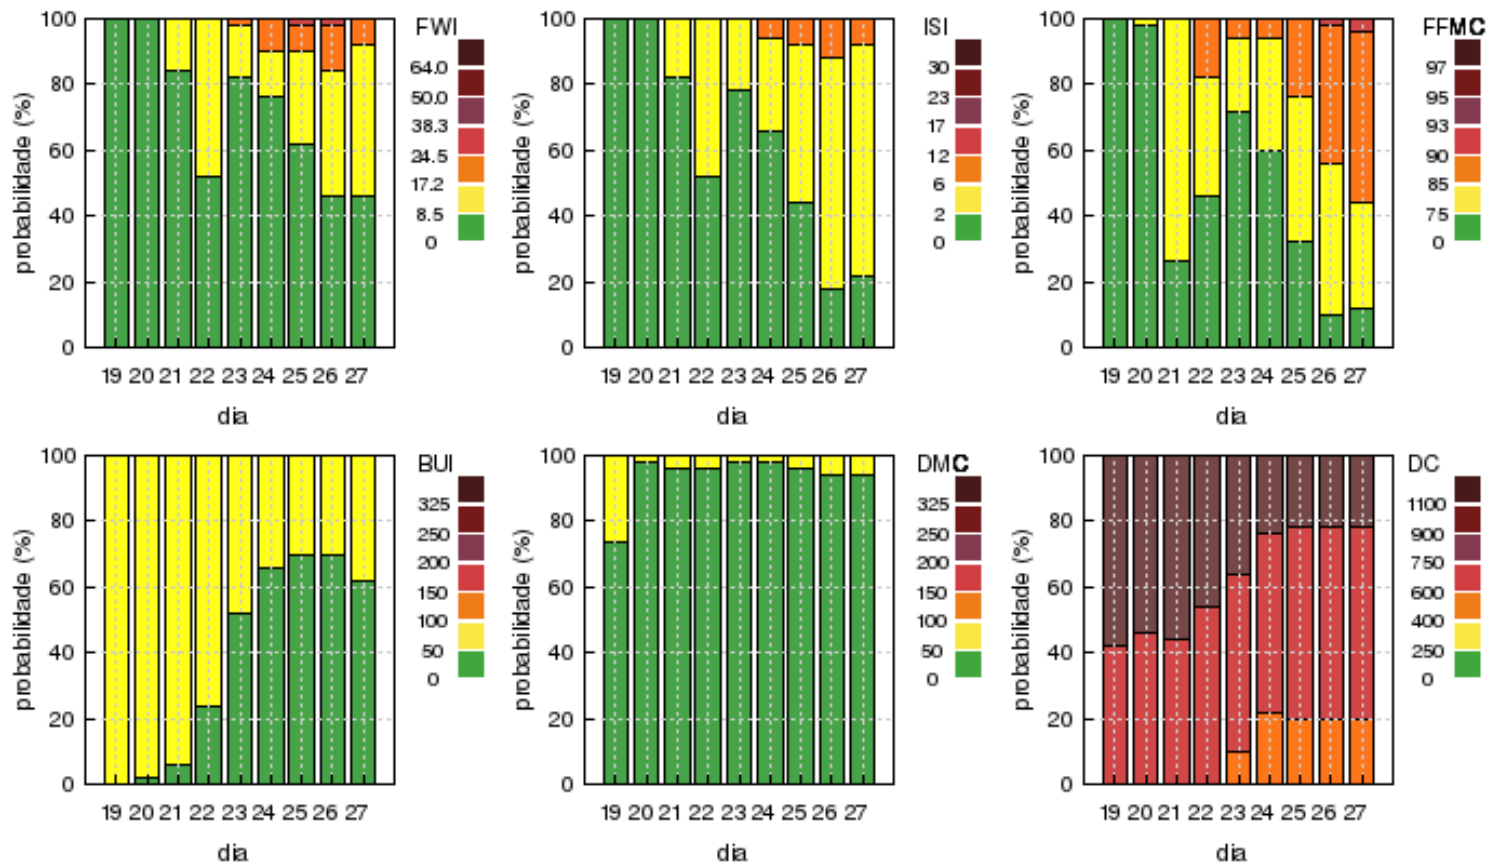 100 FWI 100 ISI 100 FFMC
80 64.0 80 30 80 97
50.0 23 95
60 38.3 60 17 60 93
24.5 12 90
40 17.2 40 6 40 85
8.5 2 75
20 0 20 0 20 0
0 0 0
probabilidade (%) probabilidade (%) probabilidade (%)
19 20 21 22 23 24 25 26 27 19 20 21 22 23 24 25 26 27 19 20 21 22 23 24 25 26 27
dia dia dia
100 BUI 100 DMC 100 DC
80 325 80 325 80 1100
250 250 900
60 200 60 200 60 750
150 150 600
40 100 40 100 40 400
50 50 250
20 0 20 0 20 0
0 0 0
probabilidade (%) probabilidade (%) probabilidade (%)
19 20 21 22 23 24 25 26 27 19 20 21 22 23 24 25 26 27 19 20 21 22 23 24 25 26 27
dia dia dia